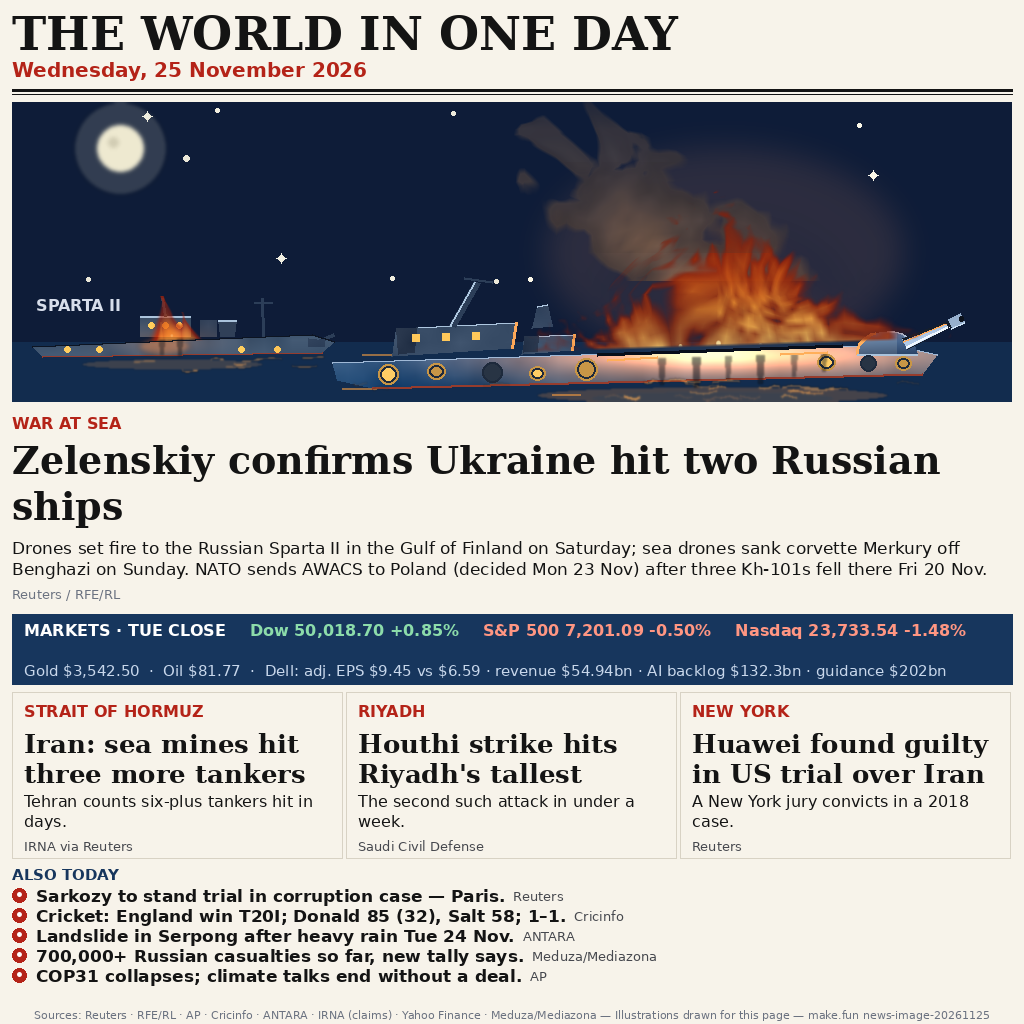 THE WORLD IN ONE DAY
Wednesday, 25 November 2026
SPARTA II
WAR AT SEA
Zelenskiy confirms Ukraine hit two Russian
ships
Drones set fire to the Russian Sparta II in the Gulf of Finland on Saturday; sea drones sank corvette Merkury off
Benghazi on Sunday. NATO sends AWACS to Poland (decided Mon 23 Nov) after three Kh-101s fell there Fri 20 Nov.
Reuters / RFE/RL
MARKETS · TUE CLOSE Dow 50,018.70 +0.85% S&P 500 7,201.09 -0.50% Nasdaq 23,733.54 -1.48%
Gold $3,542.50 · Oil $81.77 · Dell: adj. EPS $9.45 vs $6.59 · revenue $54.94bn · AI backlog $132.3bn · guidance $202bn
STRAIT OF HORMUZ
Iran: sea mines hit
three more tankers
Tehran counts six-plus tankers hit in
days.
IRNA via Reuters
RIYADH
Houthi strike hits
Riyadh's tallest
The second such attack in under a
week.
Saudi Civil Defense
NEW YORK
Huawei found guilty
in US trial over Iran
A New York jury convicts in a 2018
case.
Reuters
ALSO TODAY
Sarkozy to stand trial in corruption case — Paris. Reuters
Cricket: England win T20I; Donald 85 (32), Salt 58; 1–1. Cricinfo
Landslide in Serpong after heavy rain Tue 24 Nov. ANTARA
700,000+ Russian casualties so far, new tally says. Meduza/Mediazona
COP31 collapses; climate talks end without a deal. AP
Sources: Reuters · RFE/RL · AP · Cricinfo · ANTARA · IRNA (claims) · Yahoo Finance · Meduza/Mediazona — Illustrations drawn for this page — make.fun news-image-20261125